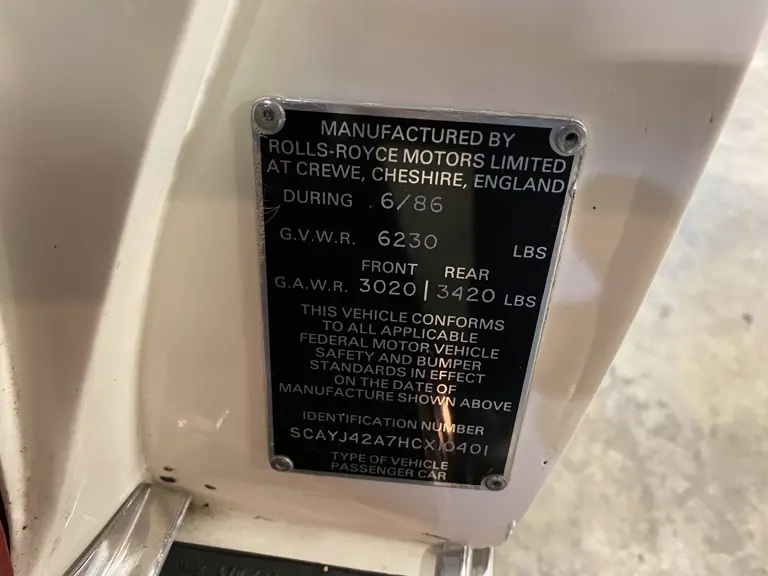 MANUFACTURED BY
ROLLS-ROYCE MOTORS LIMITED
AT CREWE, CHESHIRE, ENGLAND
DURING 6/86
G.V.W.R. 6230 LBS
FRONT REAR
G.A.W.R. 3020 | 3420 LBS
THIS VEHICLE CONFORMS
TO ALL APPLICABLE
FEDERAL MOTOR VEHICLE
SAFETY AND BUMPER
STANDARDS IN EFFECT
ON THE DATE OF
MANUFACTURE SHOWN ABOVE
IDENTIFICATION NUMBER
SCAYJ42A7HCX10401
TYPE OF VEHICLE
PASSENGER CAR